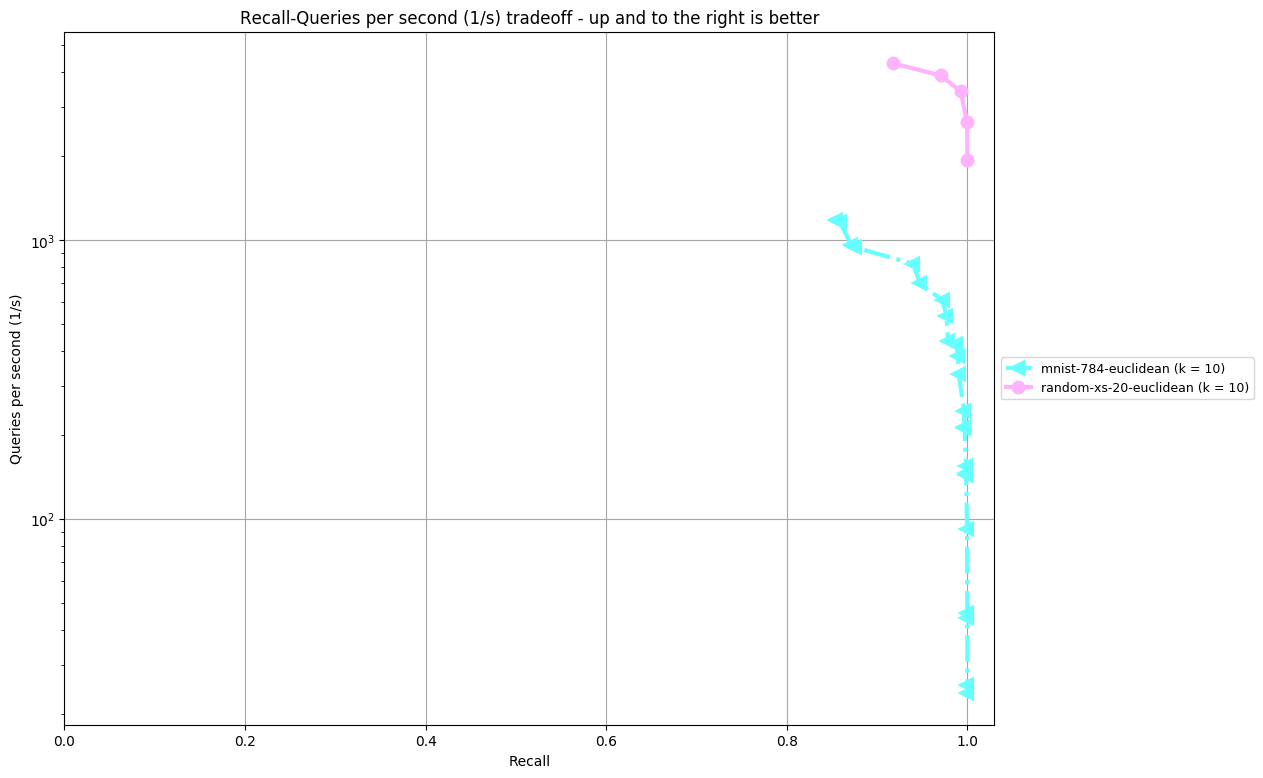 Recall-Queries per second (1/s) tradeoff - up and to the right is better
Queries per second (1/s)
10³
10²
0.0 0.2 0.4 0.6 0.8 1.0
Recall
mnist-784-euclidean (k = 10)
random-xs-20-euclidean (k = 10)